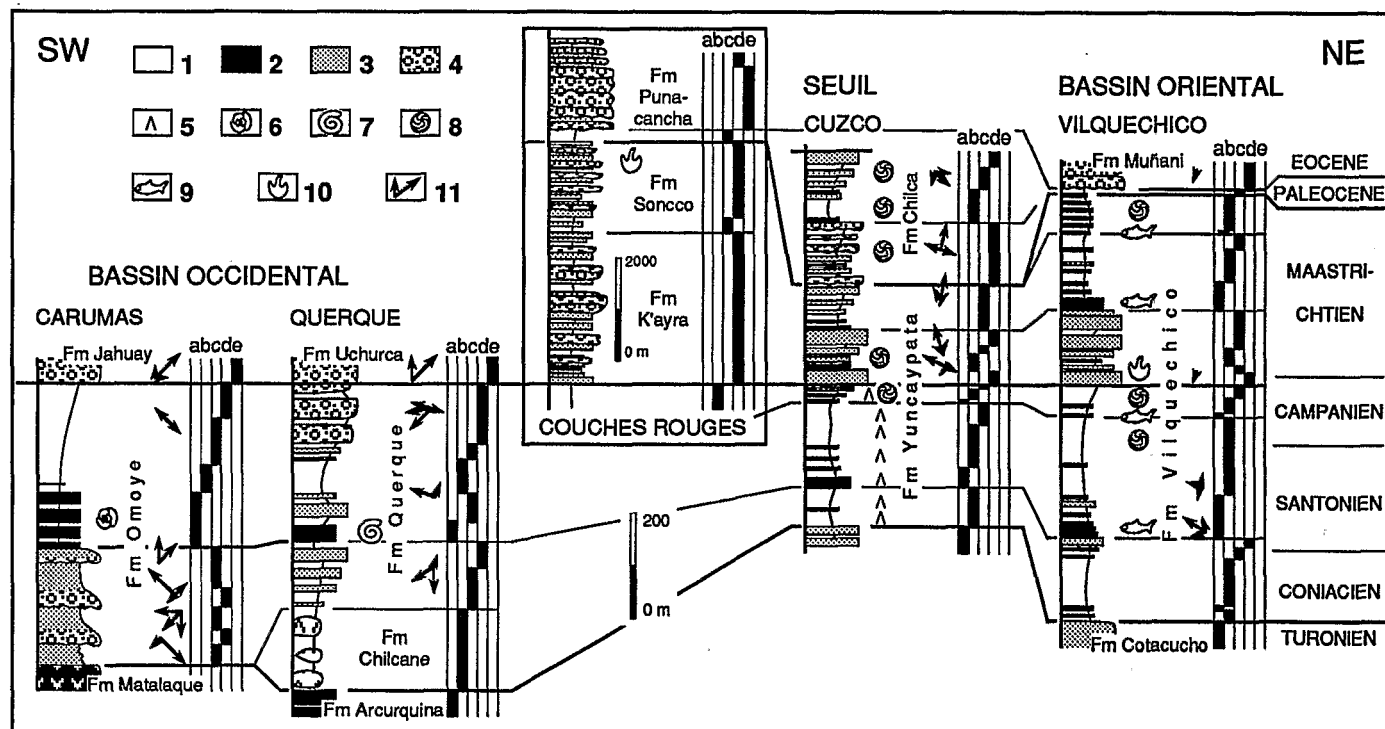 SW
NE
1
2
3
4
5
6
7
8
9
10
11
BASSIN OCCIDENTAL
CARUMAS
Fm Jahuay
Fm Omoye
Fm Matalaque
QUERQUE
abcde
Fm Uchurca
Fm Querque
Fm
Chilcane
Fm Arcurquina
abcde
Fm
Puna-
cancha
Fm
Soncco
Fm
K'ayra
2000
0 m
COUCHES ROUGES
200
0 m
SEUIL
CUZCO
abcde
Fm Chilca
Fm Yuncaypata
BASSIN ORIENTAL
VILQUECHICO
abcde
Fm Muñani
Fm Vilquechico
Fm Cotacucho
EOCENE
PALEOCENE
MAASTRI-
CHTIEN
CAMPANIEN
SANTONIEN
CONIACIEN
TURONIEN